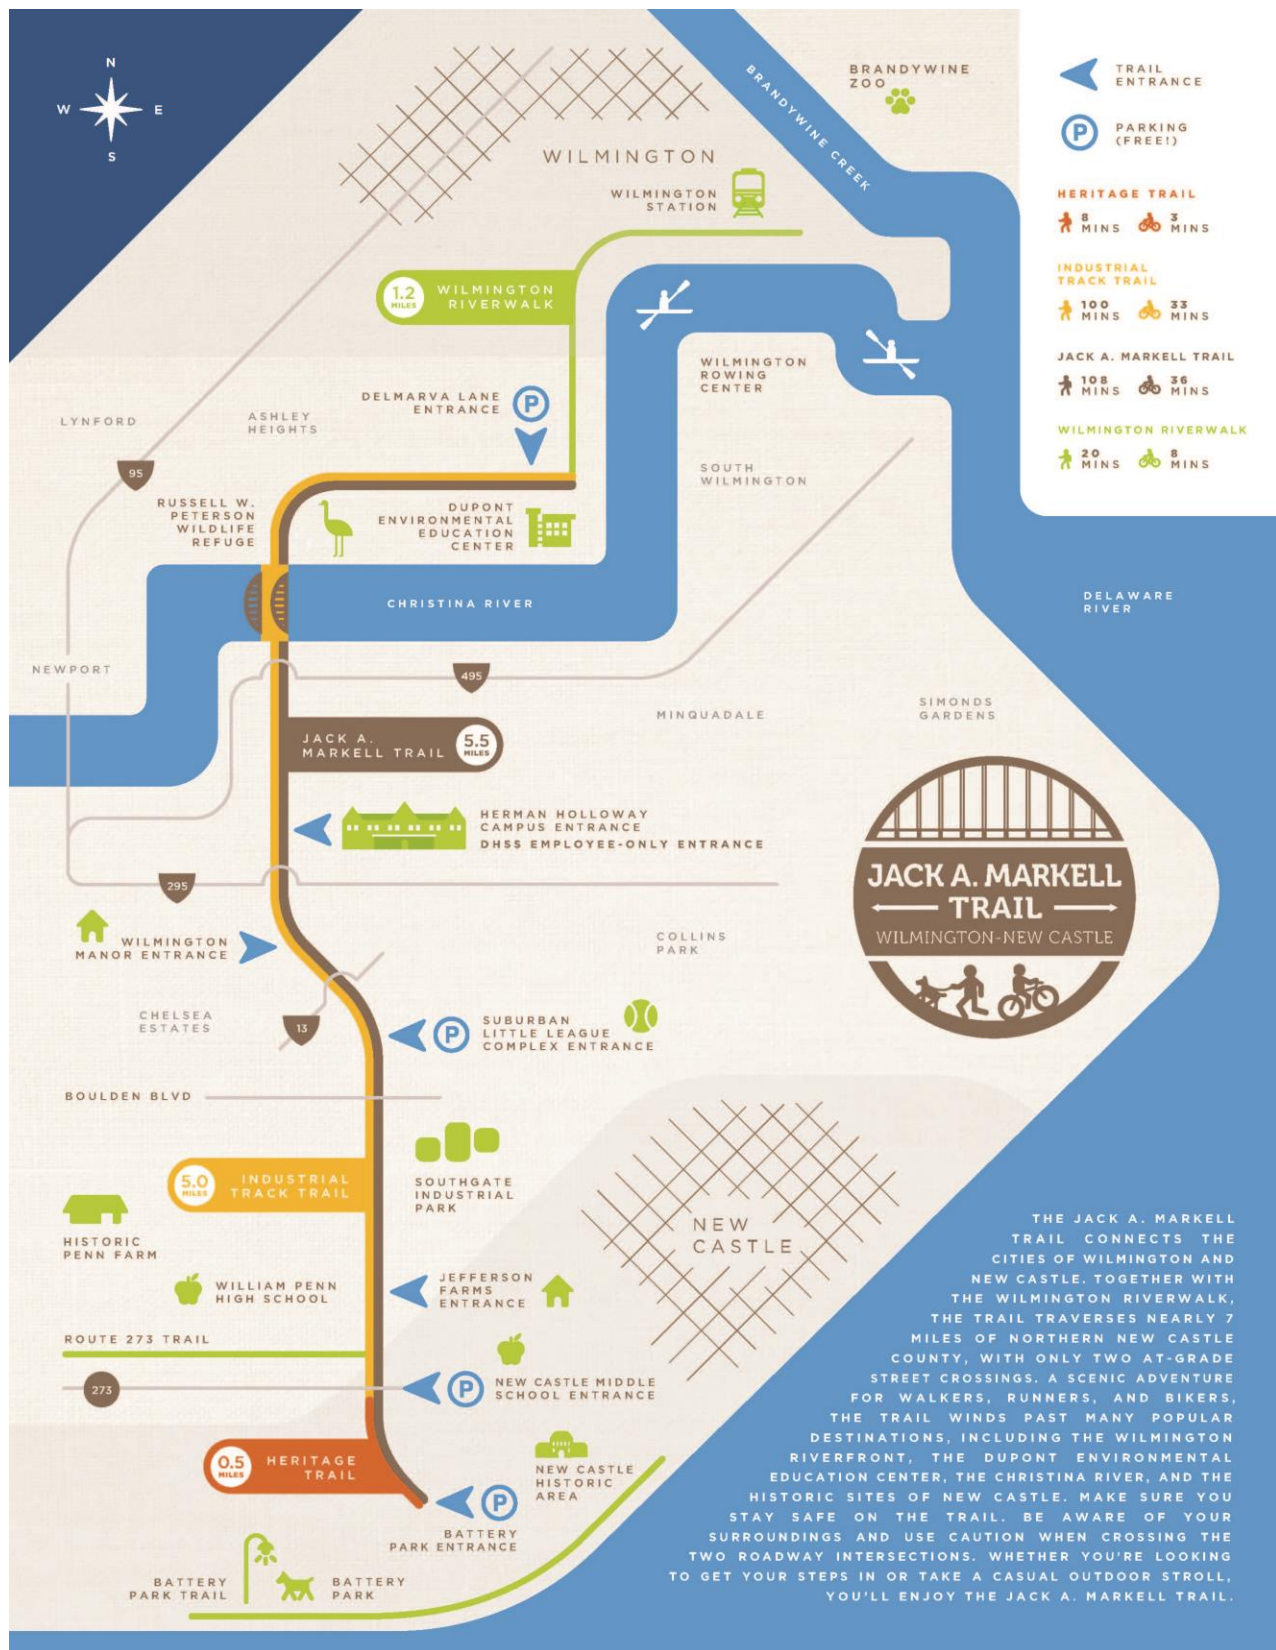 N
W
E
S
BRANDYWINE
ZOO
BRANDYWINE CREEK
TRAIL
ENTRANCE
P
PARKING
(FREE!)
HERITAGE TRAIL
8
MINS
3
MINS
INDUSTRIAL
TRACK TRAIL
100
MINS
33
MINS
JACK A. MARKELL TRAIL
108
MINS
36
MINS
WILMINGTON RIVERWALK
20
MINS
8
MINS
WILMINGTON
WILMINGTON
STATION
1.2
MILES
WILMINGTON
RIVERWALK
WILMINGTON
ROWING
CENTER
DELMARVA LANE
ENTRANCE
P
LYNFORD
ASHLEY
HEIGHTS
95
SOUTH
WILMINGTON
RUSSELL W.
PETERSON
WILDLIFE
REFUGE
DUPONT
ENVIRONMENTAL
EDUCATION
CENTER
CHRISTINA RIVER
DELAWARE
RIVER
NEWPORT
495
MINQUADALE
SIMONDS
GARDENS
JACK A.
MARKELL TRAIL
5.5
MILES
HERMAN HOLLOWAY
CAMPUS ENTRANCE
DHSS EMPLOYEE-ONLY ENTRANCE
JACK A. MARKELL
TRAIL
WILMINGTON-NEW CASTLE
295
WILMINGTON
MANOR ENTRANCE
COLLINS
PARK
CHELSEA
ESTATES
13
P
SUBURBAN
LITTLE LEAGUE
COMPLEX ENTRANCE
BOULDEN BLVD
5.0
MILES
INDUSTRIAL
TRACK TRAIL
SOUTHGATE
INDUSTRIAL
PARK
NEW
CASTLE
HISTORIC
PENN FARM
WILLIAM PENN
HIGH SCHOOL
JEFFERSON
FARMS
ENTRANCE
ROUTE 273 TRAIL
273
P
NEW CASTLE MIDDLE
SCHOOL ENTRANCE
0.5
MILES
HERITAGE
TRAIL
NEW CASTLE
HISTORIC
AREA
P
BATTERY
PARK ENTRANCE
BATTERY
PARK TRAIL
BATTERY
PARK
THE JACK A. MARKELL
TRAIL CONNECTS THE
CITIES OF WILMINGTON AND
NEW CASTLE. TOGETHER WITH
THE WILMINGTON RIVERWALK,
THE TRAIL TRAVERSES NEARLY 7
MILES OF NORTHERN NEW CASTLE
COUNTY, WITH ONLY TWO AT-GRADE
STREET CROSSINGS. A SCENIC ADVENTURE
FOR WALKERS, RUNNERS, AND BIKERS,
THE TRAIL WINDS PAST MANY POPULAR
DESTINATIONS, INCLUDING THE WILMINGTON
RIVERFRONT, THE DUPONT ENVIRONMENTAL
EDUCATION CENTER, THE CHRISTINA RIVER, AND THE
HISTORIC SITES OF NEW CASTLE. MAKE SURE YOU
STAY SAFE ON THE TRAIL. BE AWARE OF YOUR
SURROUNDINGS AND USE CAUTION WHEN CROSSING THE
TWO ROADWAY INTERSECTIONS. WHETHER YOU'RE LOOKING
TO GET YOUR STEPS IN OR TAKE A CASUAL OUTDOOR STROLL,
YOU'LL ENJOY THE JACK A. MARKELL TRAIL.